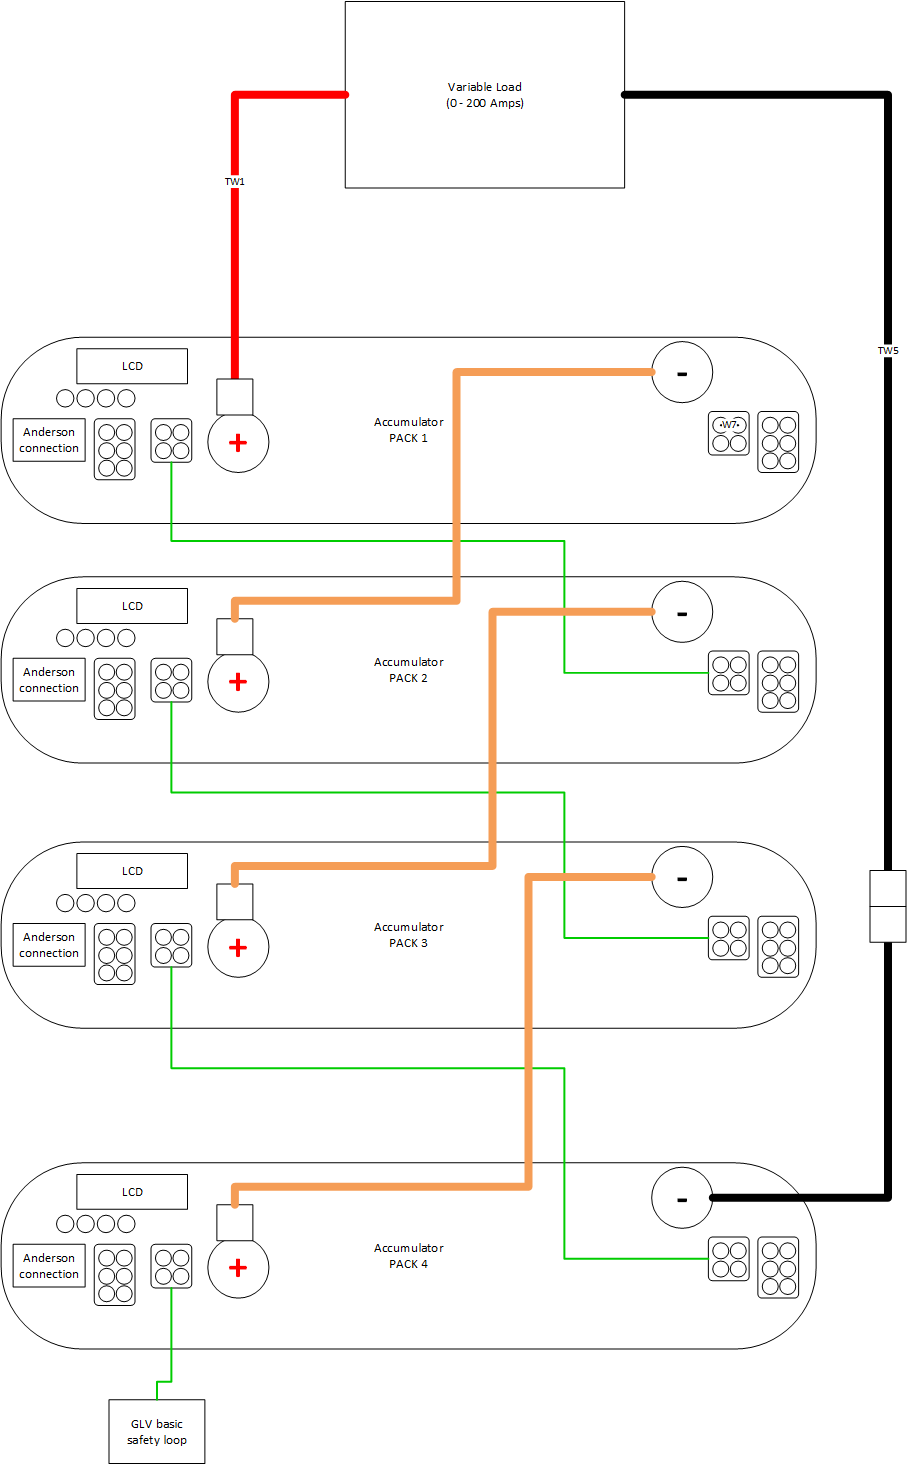 Variable Load
(0 - 200 Amps)
TW1
TW5
LCD
Anderson
connection
+
Accumulator
PACK 1
-
•W7•
LCD
Anderson
connection
+
Accumulator
PACK 2
-
LCD
Anderson
connection
+
Accumulator
PACK 3
-
LCD
Anderson
connection
+
Accumulator
PACK 4
-
GLV basic
safety loop